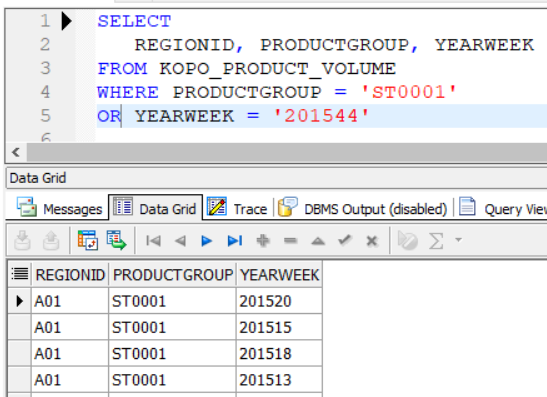 1 SELECT
2 REGIONID, PRODUCTGROUP, YEARWEEK
3 FROM KOPO_PRODUCT_VOLUME
4 WHERE PRODUCTGROUP = 'ST0001'
5 OR YEARWEEK = '201544'
6
Data Grid
Messages Data Grid Trace DBMS Output (disabled) Query View
REGIONID PRODUCTGROUP YEARWEEK
A01 ST0001 201520
A01 ST0001 201515
A01 ST0001 201518
A01 ST0001 201513